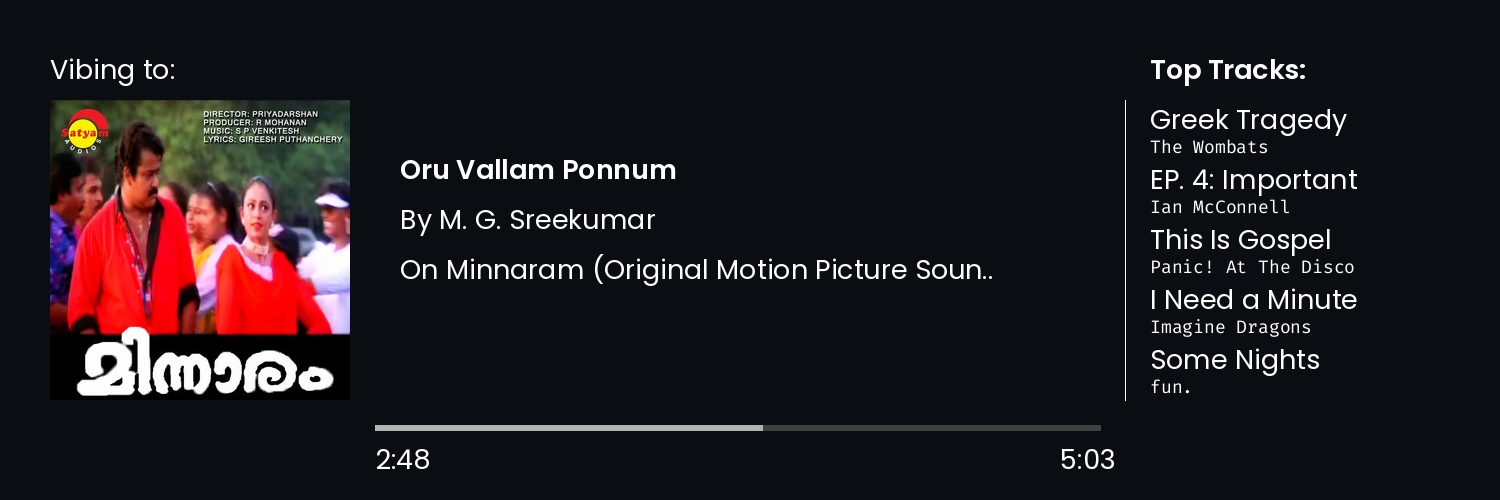 Vibing to:
Satyam
AUDIOS
DIRECTOR: PRIYADARSHAN
PRODUCER: R MOHANAN
MUSIC: S P VENKITESH
LYRICS: GIREESH PUTHANCHERY
മിന്നാരം
Oru Vallam Ponnum
By M. G. Sreekumar
On Minnaram (Original Motion Picture Soun..
2:48
5:03
Top Tracks:
Greek Tragedy
The Wombats
EP. 4: Important
Ian McConnell
This Is Gospel
Panic! At The Disco
I Need a Minute
Imagine Dragons
Some Nights
fun.